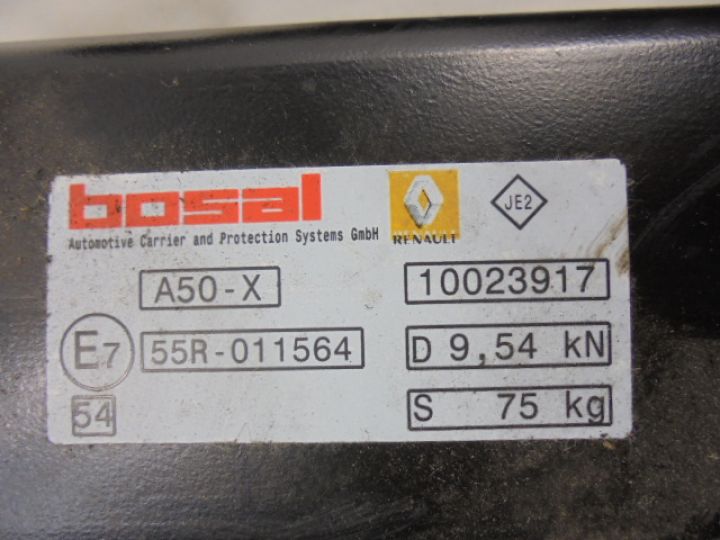 bosal
Automotive Carrier and Protection Systems GmbH
RENAULT
JE2
A50-X
10023917
E7
55R-011564
D 9,54 kN
54
S 75 kg